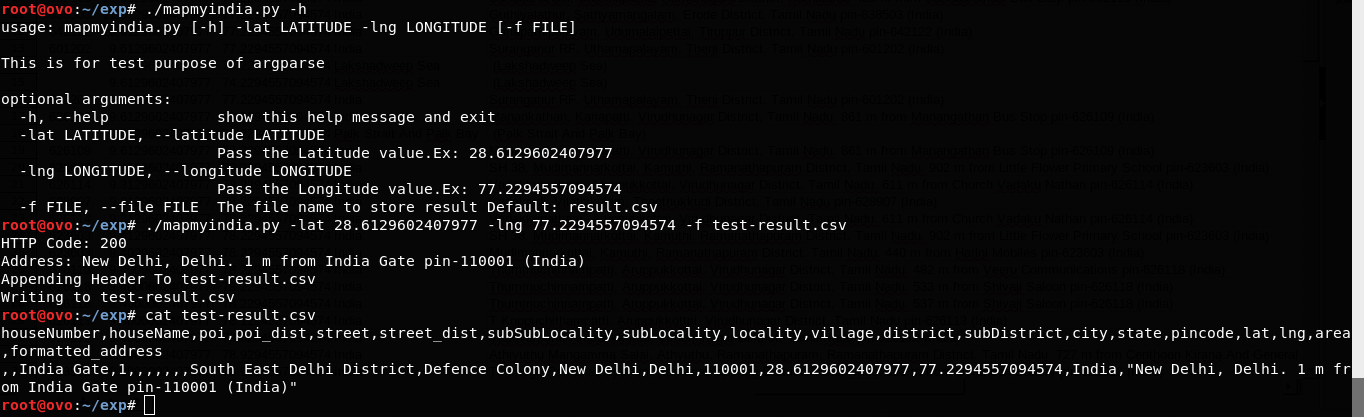 root@ovo:~/exp# ./mapmyindia.py -h
usage: mapmyindia.py [-h] -lat LATITUDE -lng LONGITUDE [-f FILE]
This is for test purpose of argparse
optional arguments:
-h, --help show this help message and exit
-lat LATITUDE, --latitude LATITUDE
Pass the Latitude value.Ex: 28.6129602407977
-lng LONGITUDE, --longitude LONGITUDE
Pass the Longitude value.Ex: 77.2294557094574
-f FILE, --file FILE The file name to store result Default: result.csv
root@ovo:~/exp# ./mapmyindia.py -lat 28.6129602407977 -lng 77.2294557094574 -f test-result.csv
HTTP Code: 200
Address: New Delhi, Delhi. 1 m from India Gate pin-110001 (India)
Appending Header To test-result.csv
Writing to test-result.csv
root@ovo:~/exp# cat test-result.csv
houseNumber,houseName,poi,poi_dist,street,street_dist,subSubLocality,subLocality,locality,village,district,subDistrict,city,state,pincode,lat,lng,area
,formatted_address
,,India Gate,1,,,,,,,South East Delhi District,Defence Colony,New Delhi,Delhi,110001,28.6129602407977,77.2294557094574,India,"New Delhi, Delhi. 1 m fr
om India Gate pin-110001 (India)"
root@ovo:~/exp#